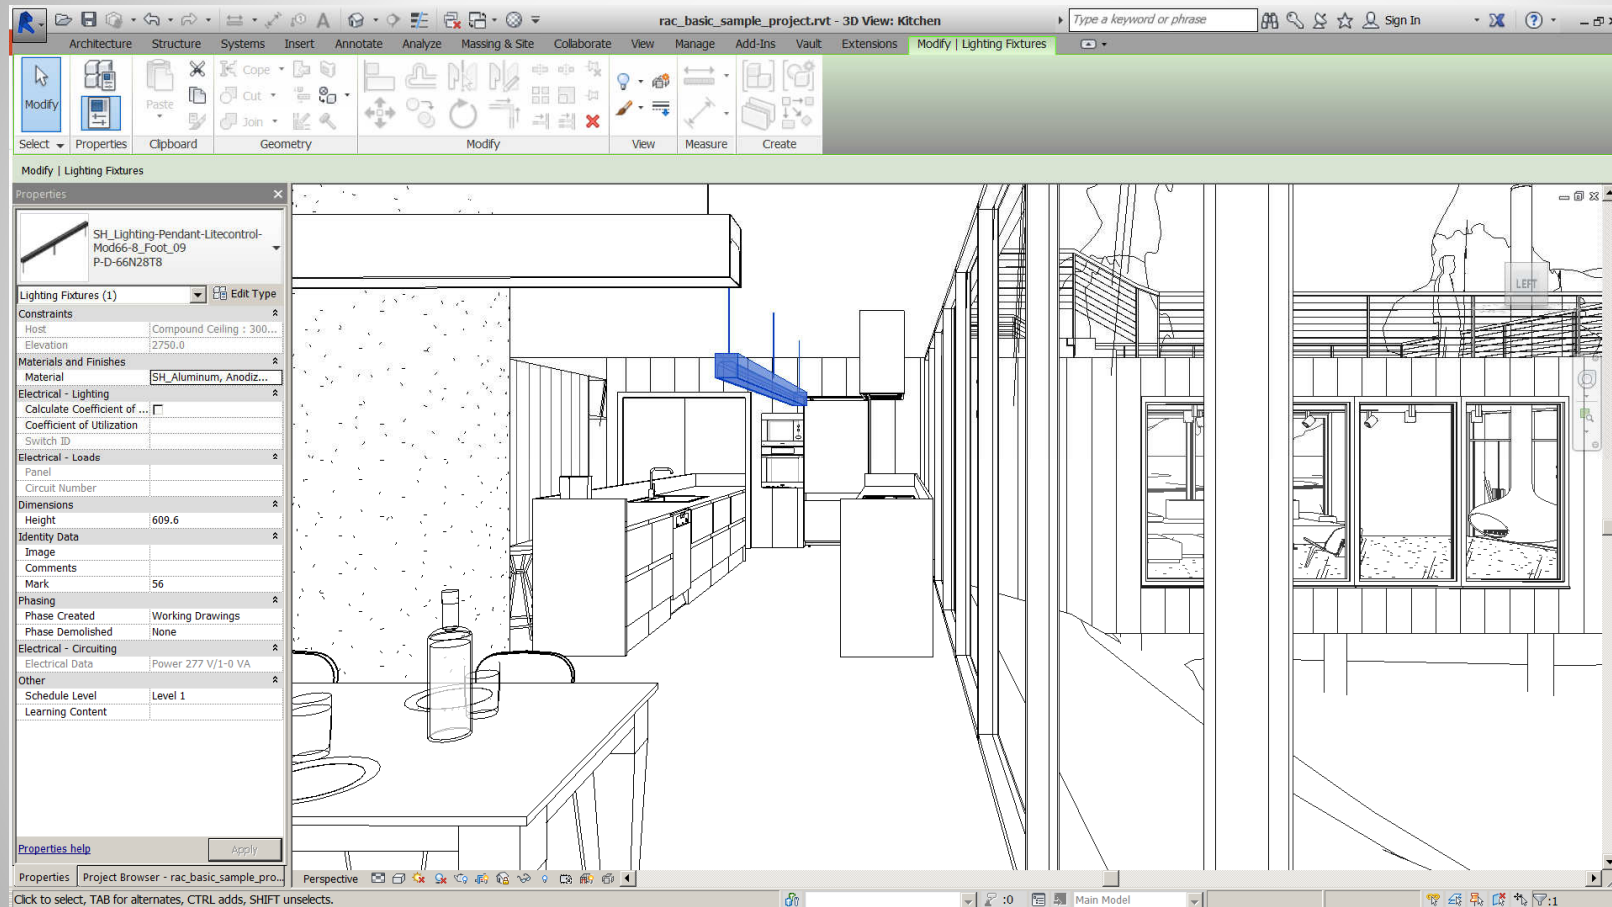 rac_basic_sample_project.rvt - 3D View: Kitchen
Type a keyword or phrase
Sign In
Architecture Structure Systems Insert Annotate Analyze Massing & Site Collaborate View Manage Add-Ins Vault Extensions Modify | Lighting Fixtures
Modify
Paste
Cope
Cut
Join
Select Properties Clipboard Geometry Modify View Measure Create
Modify | Lighting Fixtures
Properties
SH_Lighting-Pendant-Litecontrol-
Mod66-8_Foot_09
P-D-66N28T8
Lighting Fixtures (1) Edit Type
Constraints
Host Compound Ceiling : 300...
Elevation 2750.0
Materials and Finishes
Material SH_Aluminum, Anodiz...
Electrical - Lighting
Calculate Coefficient of ...
Coefficient of Utilization
Switch ID
Electrical - Loads
Panel
Circuit Number
Dimensions
Height 609.6
Identity Data
Image
Comments
Mark 56
Phasing
Phase Created Working Drawings
Phase Demolished None
Electrical - Circuiting
Electrical Data Power 277 V/1-0 VA
Other
Schedule Level Level 1
Learning Content
LEFT
Properties help Apply
Properties Project Browser - rac_basic_sample_pro... Perspective
Click to select, TAB for alternates, CTRL adds, SHIFT unselects. :0 Main Model :1